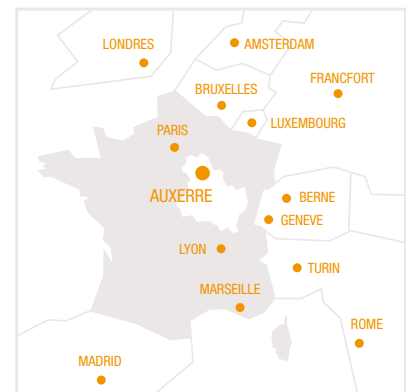 LONDRES
AMSTERDAM
FRANCFORT
BRUXELLES
LUXEMBOURG
PARIS
AUXERRE
BERNE
GENEVE
LYON
TURIN
MARSEILLE
ROME
MADRID